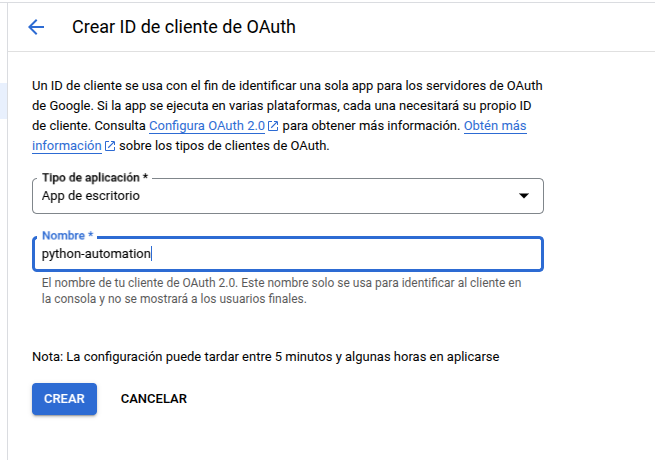 Crear ID de cliente de OAuth
Un ID de cliente se usa con el fin de identificar una sola app para los servidores de OAuth
de Google. Si la app se ejecuta en varias plataformas, cada una necesitará su propio ID
de cliente. Consulta Configura OAuth 2.0 para obtener más información. Obtén más
información sobre los tipos de clientes de OAuth.
Tipo de aplicación *
App de escritorio
Nombre *
python-automation
El nombre de tu cliente de OAuth 2.0. Este nombre solo se usa para identificar al cliente en
la consola y no se mostrará a los usuarios finales.
Nota: La configuración puede tardar entre 5 minutos y algunas horas en aplicarse
CREAR CANCELAR